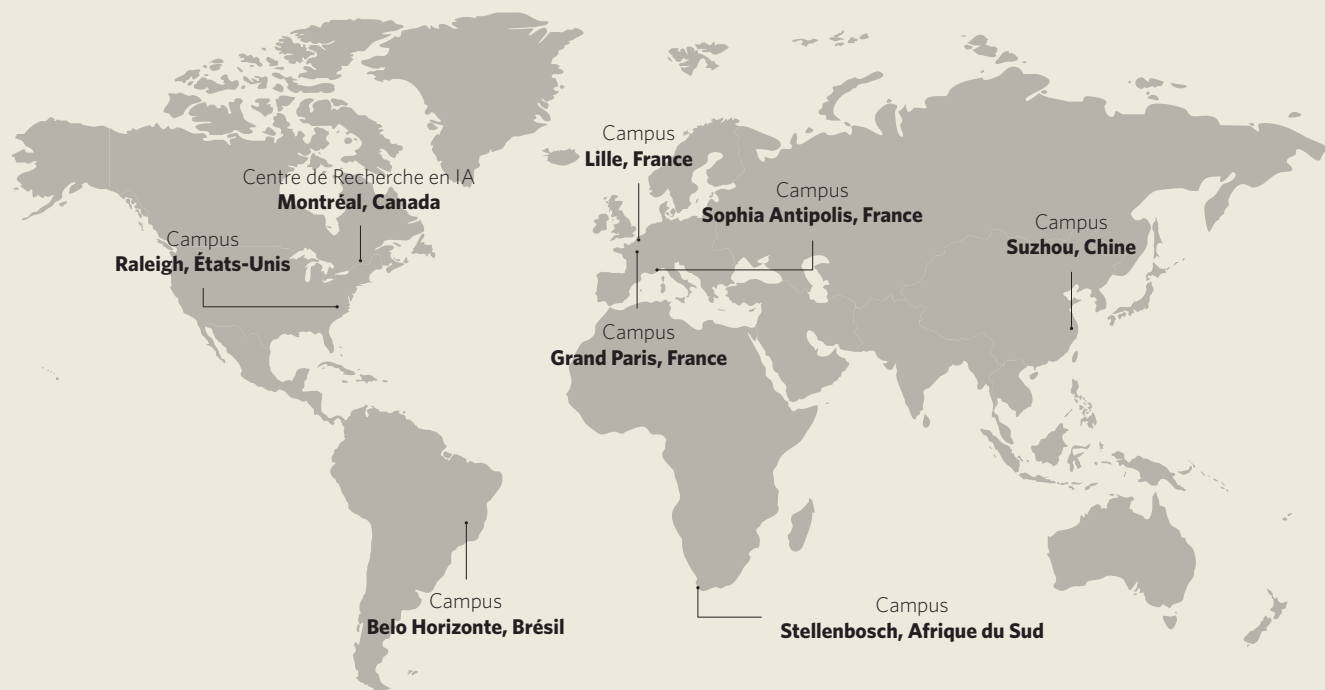 Campus
Lille, France
Centre de Recherche en IA
Montréal, Canada
Campus
Sophia Antipolis, France
Campus
Suzhou, Chine
Campus
Raleigh, États-Unis
Campus
Grand Paris, France
Campus
Belo Horizonte, Brésil
Campus
Stellenbosch, Afrique du Sud